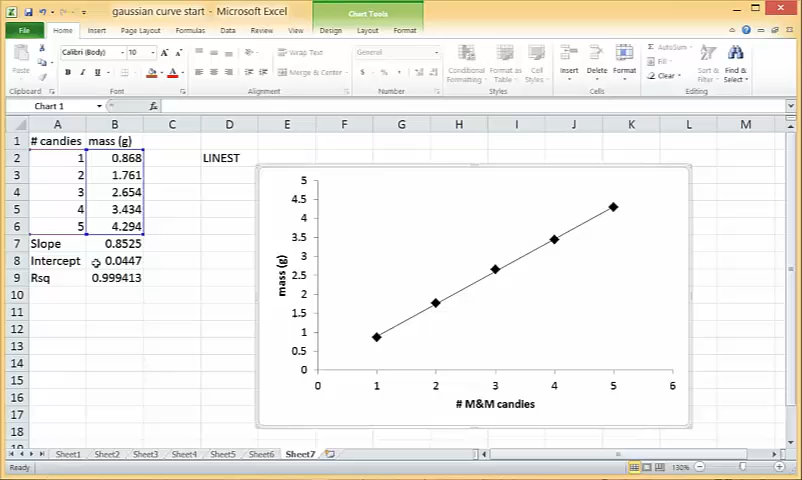 gaussian curve start - Microsoft Excel
Chart Tools
File Home Insert Page Layout Formulas Data Review View Design Layout Format
Calibri (Body) 10
Wrap Text
General
AutoSum
Fill
Clear
Paste
B I U
Merge & Center
$ % ,
Conditional Formatting
Format as Table
Cell Styles
Insert Delete Format
Sort & Filter
Find & Select
Clipboard Font Alignment Number Styles Cells Editing
Chart 1 fx
A B C D E F G H I J K L M
1 # candies mass (g)
2 1 0.868 LINEST
3 2 1.761
4 3 2.654
5 4 3.434
6 5 4.294
7 Slope 0.8525
8 Intercept 0.0447
9 Rsq 0.999413
10
11
12
13
14
15
16
17
18
5
4.5
4
3.5
3
2.5
2
1.5
1
0.5
0
mass (g)
0 1 2 3 4 5 6
# M&M candies
Sheet1 Sheet2 Sheet3 Sheet4 Sheet5 Sheet6 Sheet7
Ready 130%